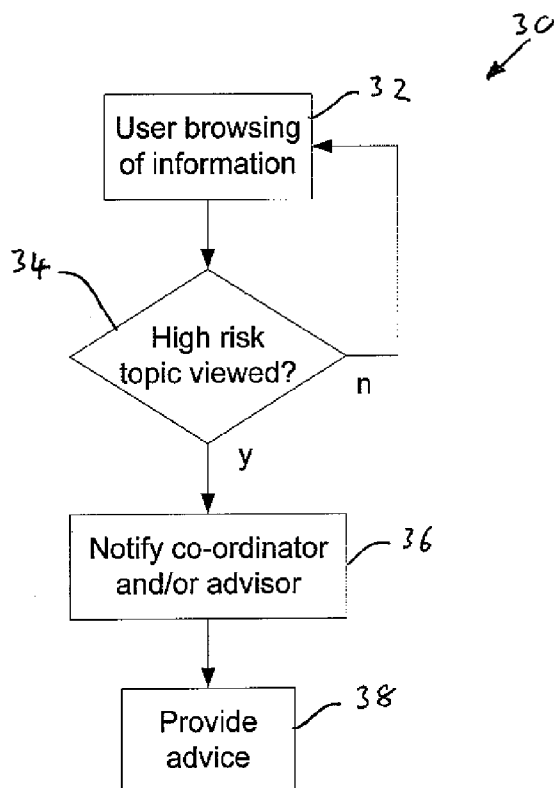 30
32
User browsing
of information
34
High risk
topic viewed?
n
y
Notify co-ordinator
and/or advisor
36
38
Provide
advice